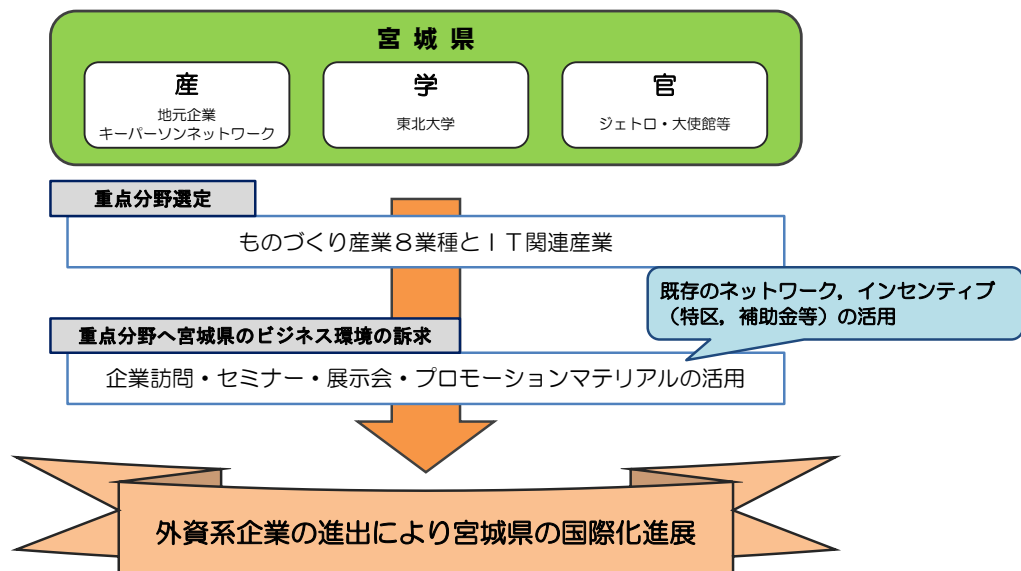 宮城県
産
地元企業
キーパーソンネットワーク
学
東北大学
官
ジェトロ・大使館等
重点分野選定
ものづくり産業８業種とＩＴ関連産業
既存のネットワーク，インセンティブ
（特区，補助金等）の活用
重点分野へ宮城県のビジネス環境の訴求
企業訪問・セミナー・展示会・プロモーションマテリアルの活用
外資系企業の進出により宮城県の国際化進展